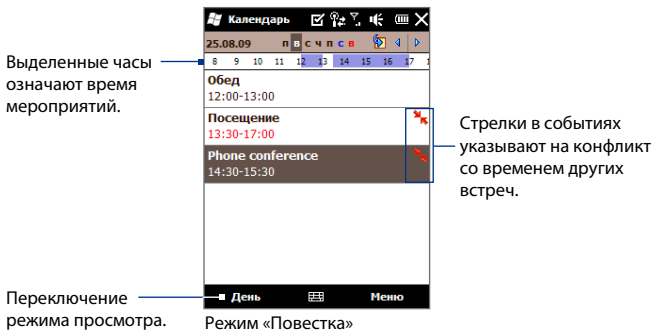 Календарь
25.08.09 п в с ч п с в
8 9 10 11 12 13 14 15 16 17 1
Обед
12:00-13:00
Посещение
13:30-17:00
Phone conference
14:30-15:30
День Меню
Выделенные часы
означают время
мероприятий.
Стрелки в событиях
указывают на конфликт
со временем других
встреч.
Переключение
режима просмотра.
Режим «Повестка»